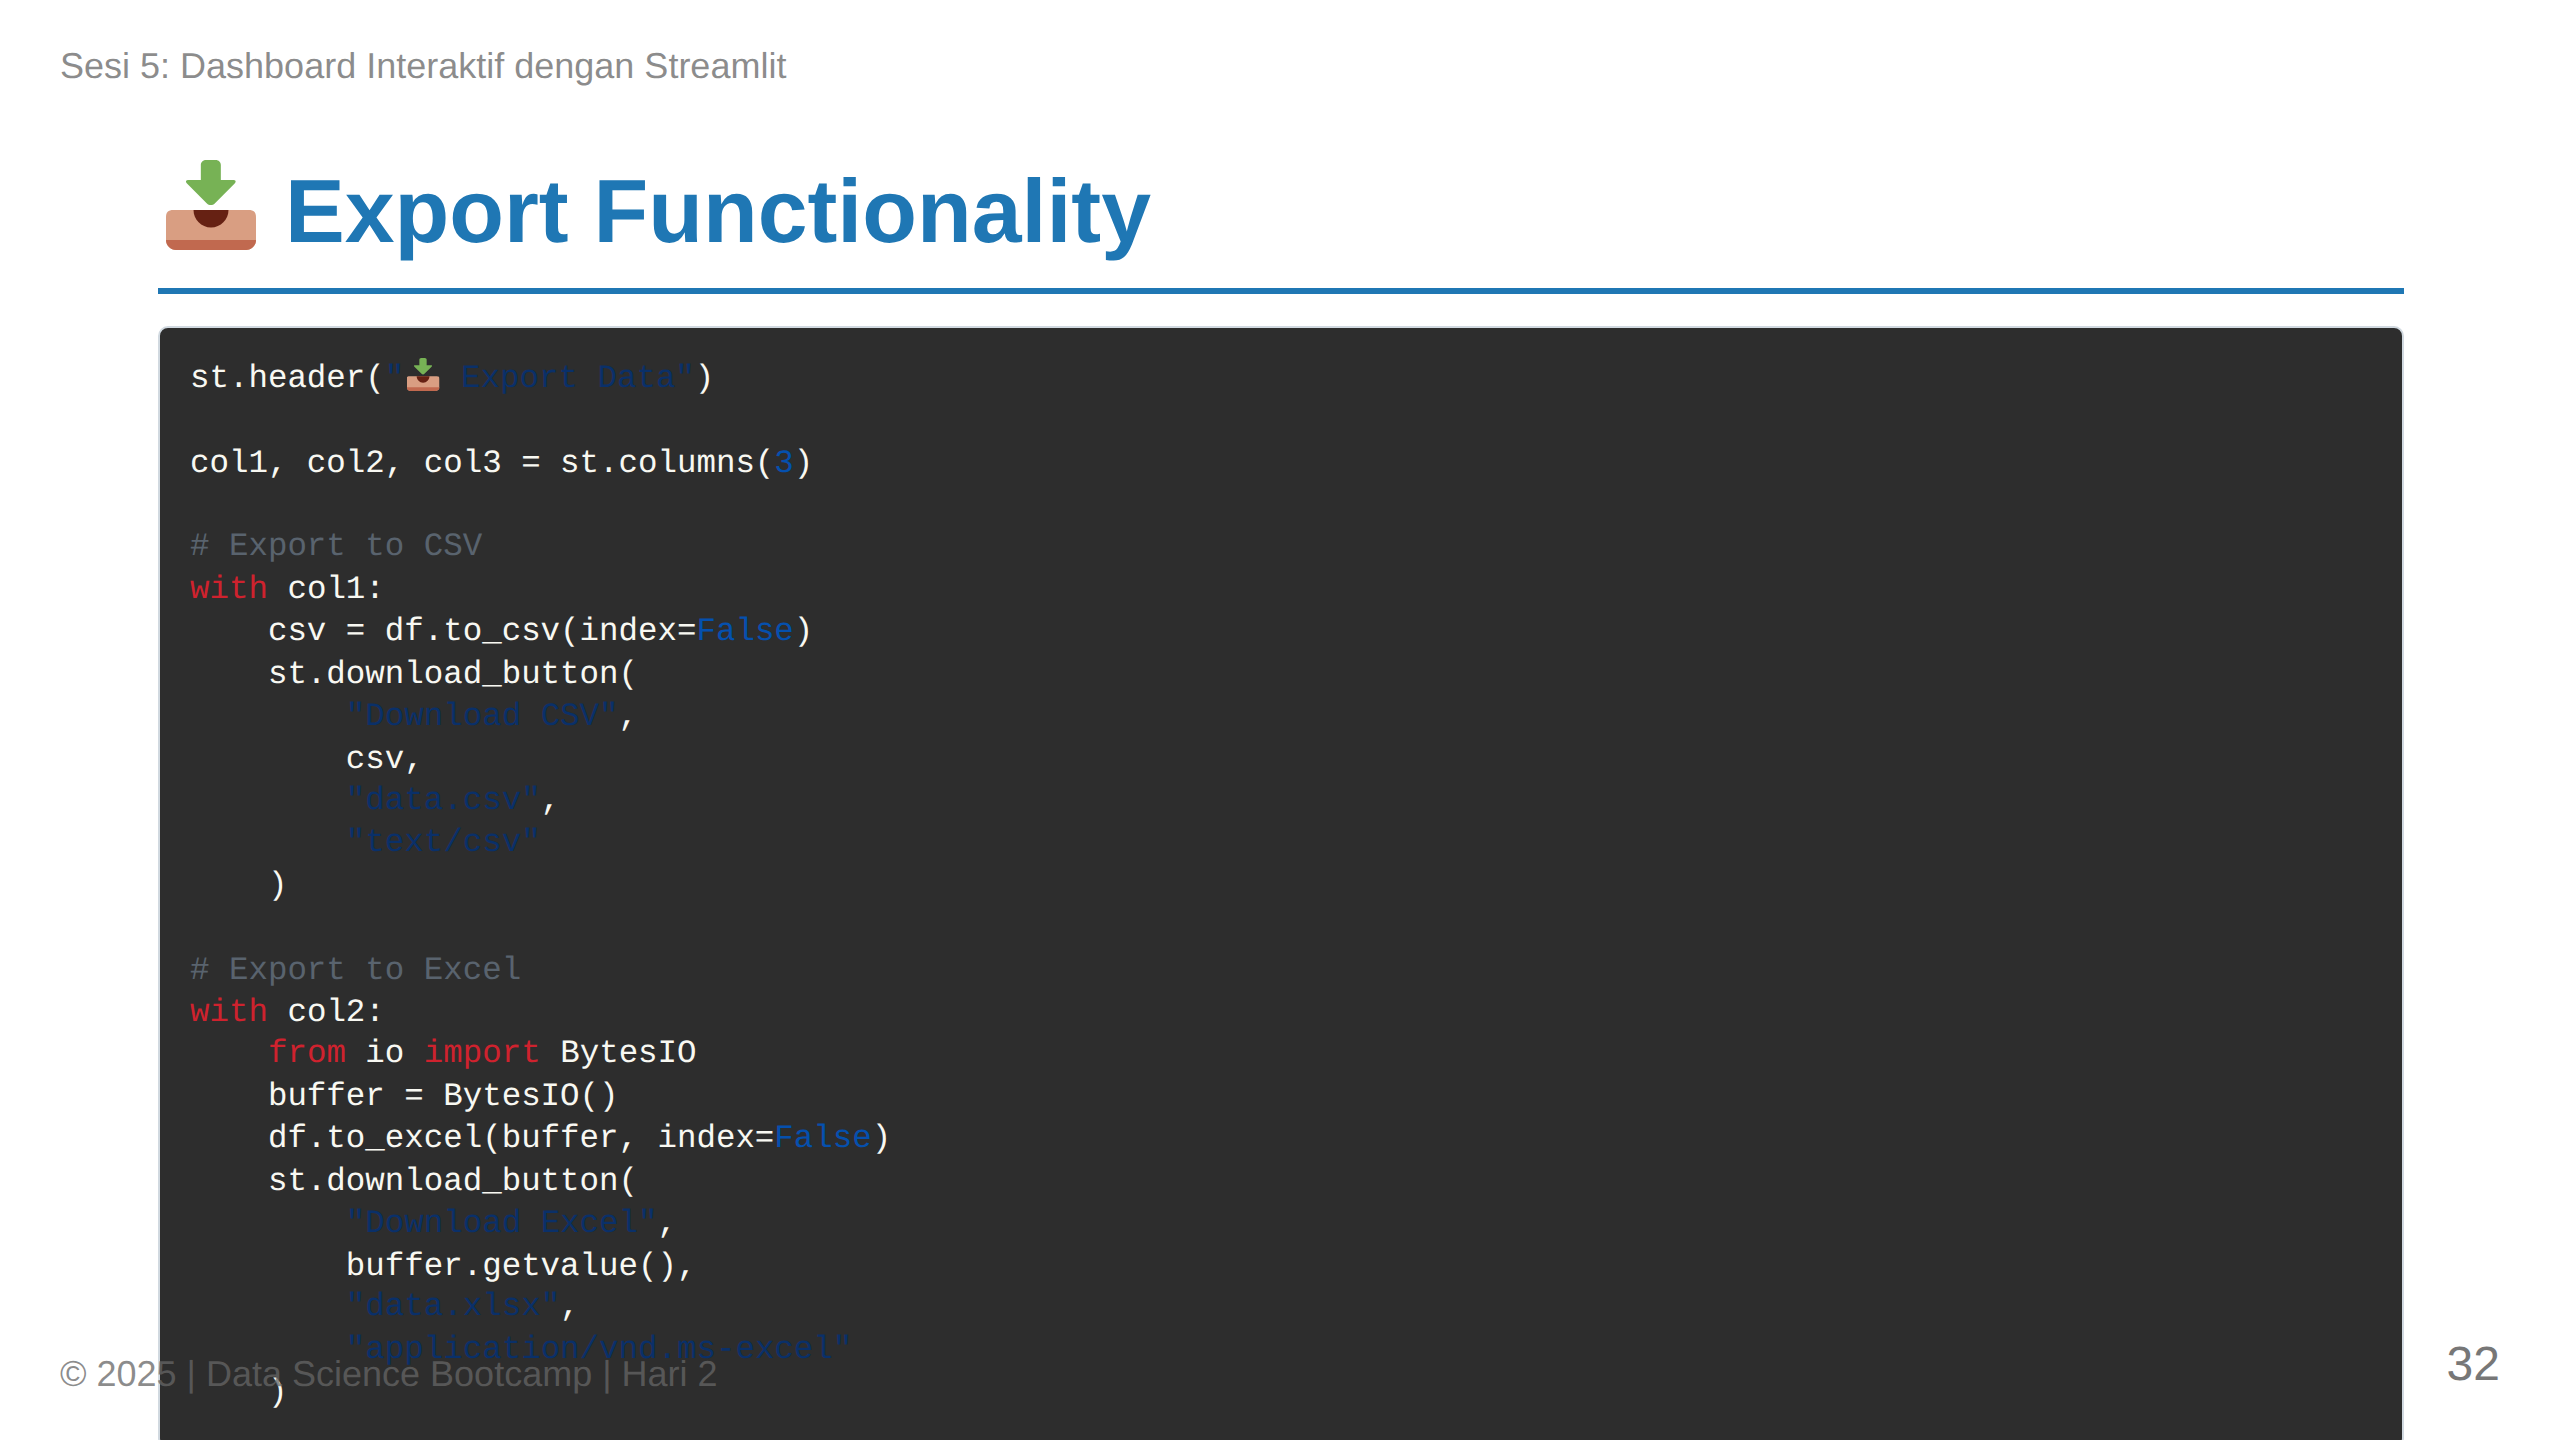 Sesi 5: Dashboard Interaktif dengan Streamlit
📥 Export Functionality
st.header("📥 Export Data")
col1, col2, col3 = st.columns(3)
# Export to CSV
with col1:
    csv = df.to_csv(index=False)
    st.download_button(
        "Download CSV",
        csv,
        "data.csv",
        "text/csv"
    )
# Export to Excel
with col2:
    from io import BytesIO
    buffer = BytesIO()
    df.to_excel(buffer, index=False)
    st.download_button(
        "Download Excel",
        buffer.getvalue(),
        "data.xlsx",
        "application/vnd.ms-excel"
    )
© 2025 | Data Science Bootcamp | Hari 2
32